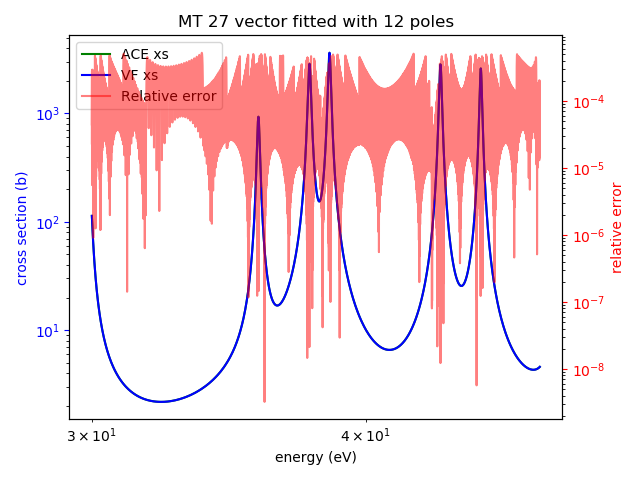 MT 27 vector fitted with 12 poles
ACE xs
VF xs
Relative error
cross section (b)
10³
10²
10¹
relative error
10⁻⁴
10⁻⁵
10⁻⁶
10⁻⁷
10⁻⁸
3 × 10¹
4 × 10¹
energy (eV)